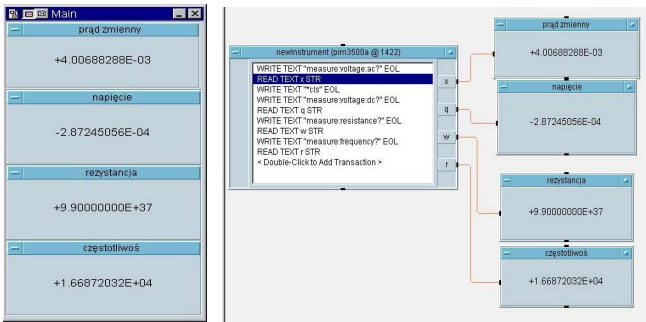 Main
prąd zmienny
+4.00688288E-03
napięcie
-2.87245056E-04
rezystancja
+9.90000000E+37
częstotliwoś
+1.66872032E+04
newInstrument (pim3500a @ 1422)
WRITE TEXT "measure:voltage:ac?" EOL
READ TEXT x STR
WRITE TEXT "*cls" EOL
WRITE TEXT "measure:voltage:dc?" EOL
READ TEXT q STR
WRITE TEXT "measure:resistance?" EOL
READ TEXT w STR
WRITE TEXT "measure:frequency?" EOL
READ TEXT r STR
< Double-Click to Add Transaction >
x
q
w
r
prąd zmienny
+4.00688288E-03
napięcie
-2.87245056E-04
rezystancja
+9.90000000E+37
częstotliwoś
+1.66872032E+04